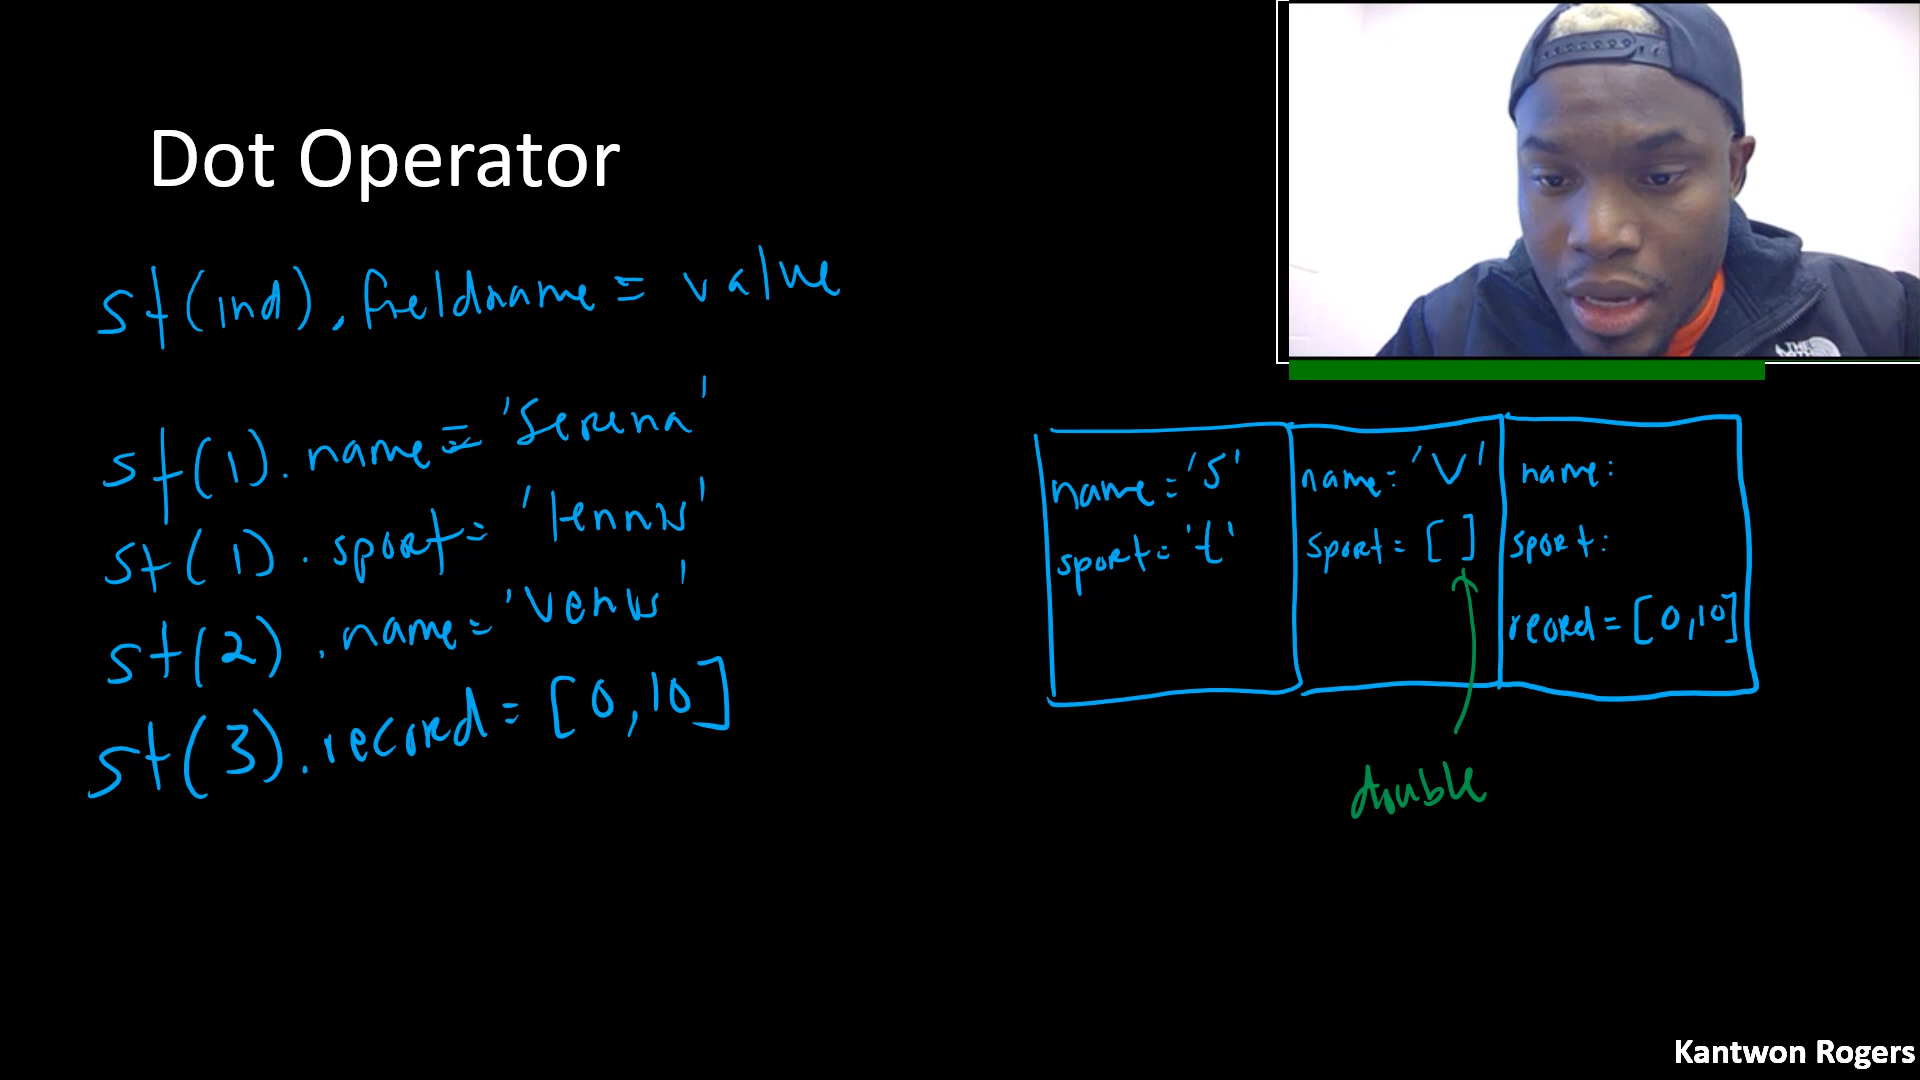 Dot Operator
st(ind).fieldname = value
st(1).name = 'Serena'
st(1).sport = 'tennis'
st(2).name = 'Venus'
st(3).record = [0,10]
name = 'S'
sport = 't'
name: 'V'
sport = [ ]
name:
sport:
record = [0,10]
double
THE
Kantwon Rogers